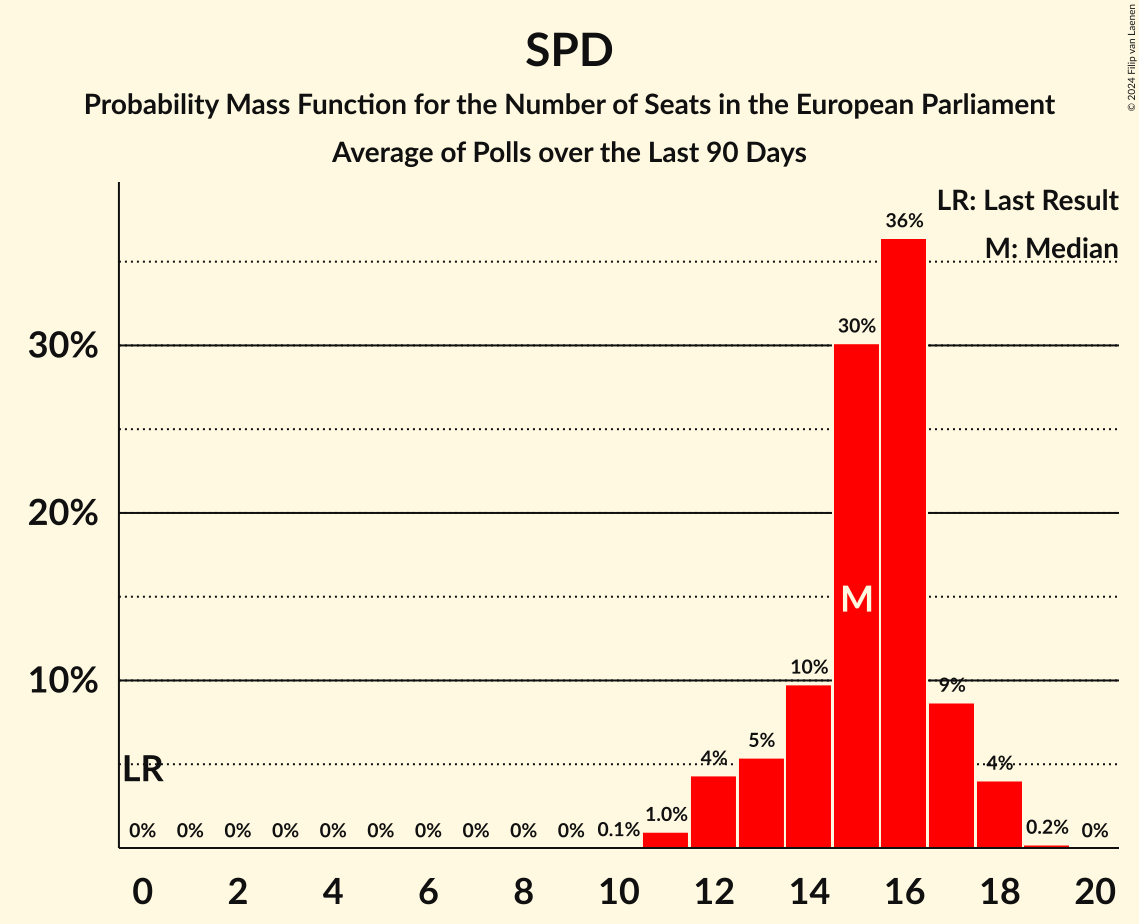 SPD
Probability Mass Function for the Number of Seats in the European Parliament
Average of Polls over the Last 90 Days
© 2024 Filip van Laenen
LR: Last Result
M: Median
36%
30%
30%
20%
M
10%
10%
9%
5%
4%
4%
LR
1.0%
0% 0% 0% 0% 0% 0% 0% 0% 0% 0% 0.1% 0.2% 0%
0 2 4 6 8 10 12 14 16 18 20